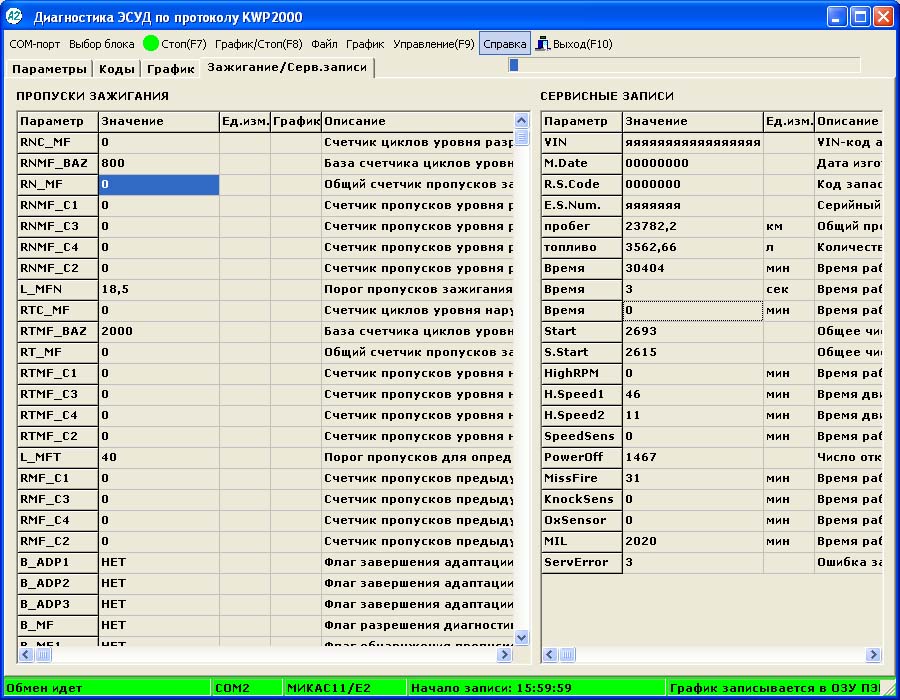 A2 Диагностика ЭСУД по протоколу KWP2000
COM-порт Выбор блока Стоп(F7) График/Стоп(F8) Файл График Управление(F9) Справка Выход(F10)
Параметры Коды График Зажигание/Серв.записи
ПРОПУСКИ ЗАЖИГАНИЯ
Параметр Значение Ед.изм. График Описание
RNC_MF 0 Счетчик циклов уровня разр
RNMF_BAZ 800 База счетчика циклов уровн
RN_MF 0 Общий счетчик пропусков за
RNMF_C1 0 Счетчик пропусков уровня р
RNMF_C3 0 Счетчик пропусков уровня р
RNMF_C4 0 Счетчик пропусков уровня р
RNMF_C2 0 Счетчик пропусков уровня р
L_MFN 18,5 Порог пропусков зажигания
RTC_MF 0 Счетчик циклов уровня нару
RTMF_BAZ 2000 База счетчика циклов уровн
RT_MF 0 Общий счетчик пропусков за
RTMF_C1 0 Счетчик пропусков уровня н
RTMF_C3 0 Счетчик пропусков уровня н
RTMF_C4 0 Счетчик пропусков уровня н
RTMF_C2 0 Счетчик пропусков уровня н
L_MFT 40 Порог пропусков для опред
RMF_C1 0 Счетчик пропусков предыду
RMF_C3 0 Счетчик пропусков предыду
RMF_C4 0 Счетчик пропусков предыду
RMF_C2 0 Счетчик пропусков предыду
B_ADP1 НЕТ Флаг завершения адаптации
B_ADP2 НЕТ Флаг завершения адаптации
B_ADP3 НЕТ Флаг завершения адаптации
B_MF НЕТ Флаг разрешения диагности
B_MF1 НЕТ Флаг обнаружения пропуско
СЕРВИСНЫЕ ЗАПИСИ
Параметр Значение Ед.изм. Описание
VIN яяяяяяяяяяяяяяяяя VIN-код а
M.Date 00000000 Дата изго
R.S.Code 0000000 Код запас
E.S.Num. яяяяяяя Серийный
пробег 23782,2 км Общий про
топливо 3562,66 л Количеств
Время 30404 мин Время раб
Время 3 сек Время раб
Время 0 мин Время раб
Start 2693 Общее чи
S.Start 2615 Общее чи
HighRPM 0 мин Время раб
H.Speed1 46 мин Время дви
H.Speed2 11 мин Время дви
SpeedSens 0 мин Время раб
PowerOff 1467 Число отк
MissFire 31 мин Время раб
KnockSens 0 мин Время раб
OxSensor 0 мин Время раб
MIL 2020 мин Время раб
ServError 3 Ошибка за
Обмен идет COM2 МИКАС11/E2 Начало записи: 15:59:59 График записывается в ОЗУ ПЭ